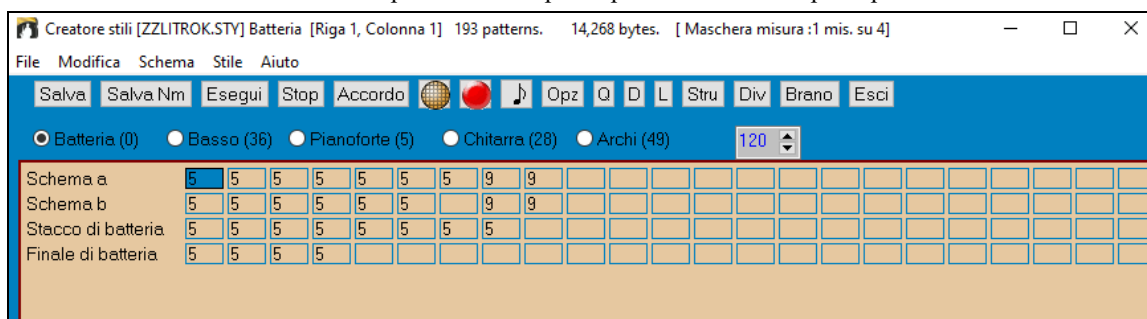 Creatore stili [ZZLITROK.STY] Batteria [Riga 1, Colonna 1] 193 patterns. 14,268 bytes. [ Maschera misura :1 mis. su 4]
File Modifica Schema Stile Aiuto
Salva Salva Nm Esegui Stop Accordo Opz Q D L Stru Div Brano Esci
Batteria (0) Basso (36) Pianoforte (5) Chitarra (28) Archi (49) 120
Schema a 5 5 5 5 5 5 5 9 9
Schema b 5 5 5 5 5 5 9 9
Stacco di batteria 5 5 5 5 5 5 5 5
Finale di batteria 5 5 5 5